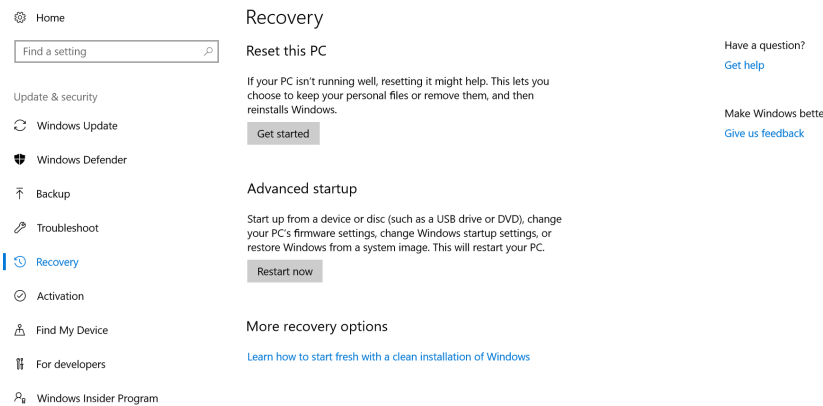 Home
Find a setting
Update & security
Windows Update
Windows Defender
Backup
Troubleshoot
Recovery
Activation
Find My Device
For developers
Windows Insider Program
Recovery
Reset this PC
If your PC isn't running well, resetting it might help. This lets you
choose to keep your personal files or remove them, and then
reinstalls Windows.
Get started
Advanced startup
Start up from a device or disc (such as a USB drive or DVD), change
your PC's firmware settings, change Windows startup settings, or
restore Windows from a system image. This will restart your PC.
Restart now
More recovery options
Learn how to start fresh with a clean installation of Windows
Have a question?
Get help
Make Windows bette
Give us feedback